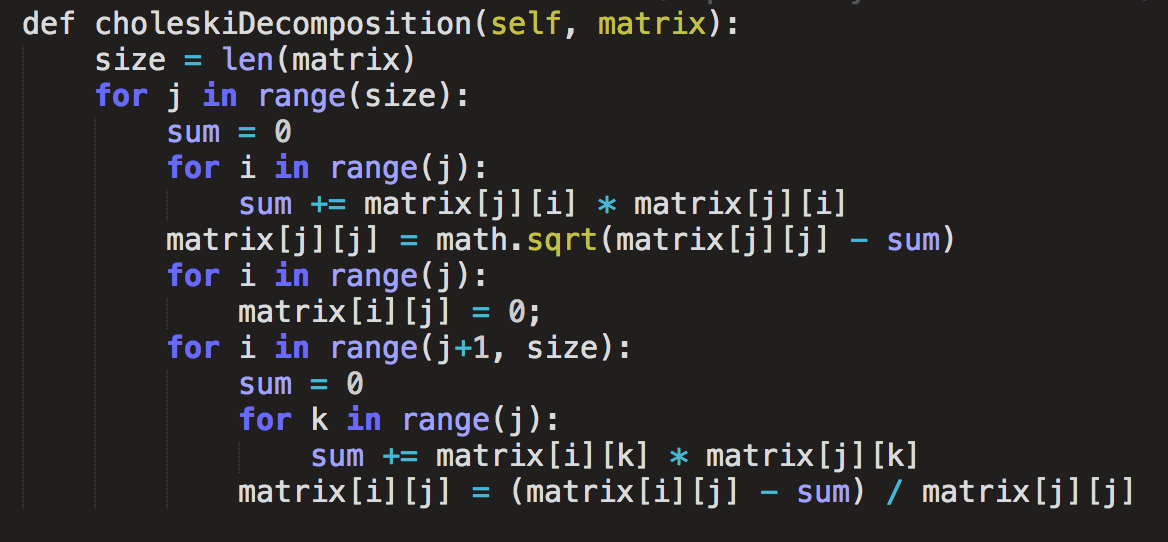 def choleskiDecomposition(self, matrix):
    size = len(matrix)
    for j in range(size):
        sum = 0
        for i in range(j):
            sum += matrix[j][i] * matrix[j][i]
        matrix[j][j] = math.sqrt(matrix[j][j] - sum)
        for i in range(j):
            matrix[i][j] = 0;
        for i in range(j+1, size):
            sum = 0
            for k in range(j):
                sum += matrix[i][k] * matrix[j][k]
            matrix[i][j] = (matrix[i][j] - sum) / matrix[j][j]